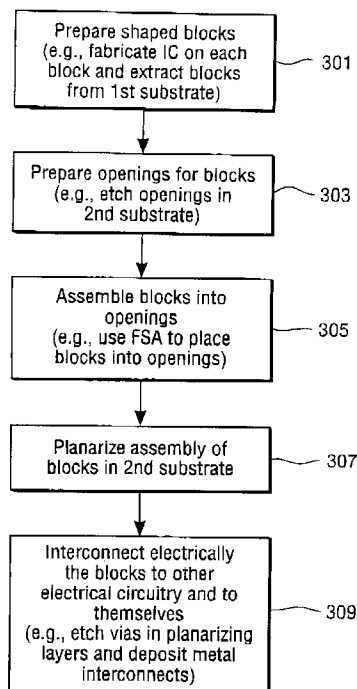 Prepare shaped blocks
(e.g., fabricate IC on each
block and extract blocks
from 1st substrate)
301
Prepare openings for blocks
(e.g., etch openings in
2nd substrate)
303
Assemble blocks into
openings
(e.g., use FSA to place
blocks into openings)
305
Planarize assembly of
blocks in 2nd substrate
307
Interconnect electrically
the blocks to other
electrical circuitry and to
themselves
(e.g., etch vias in planarizing
layers and deposit metal
interconnects)
309